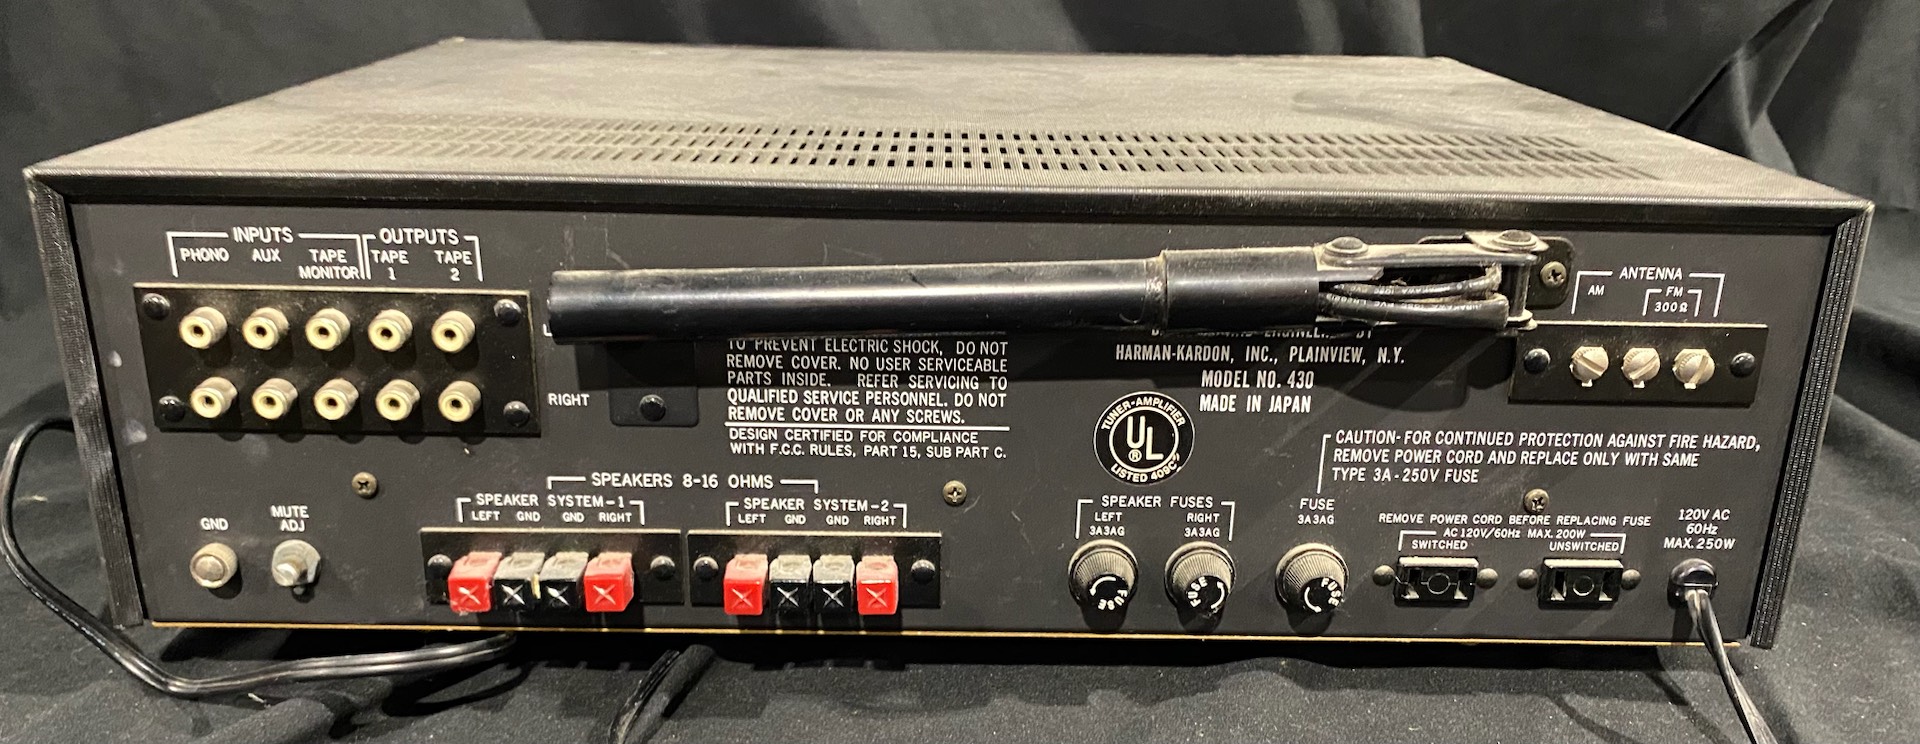 INPUTS OUTPUTS
PHONO AUX TAPE MONITOR TAPE 1 TAPE 2
RIGHT
TO PREVENT ELECTRIC SHOCK, DO NOT
REMOVE COVER. NO USER SERVICEABLE
PARTS INSIDE. REFER SERVICING TO
QUALIFIED SERVICE PERSONNEL. DO NOT
REMOVE COVER OR ANY SCREWS.
DESIGN CERTIFIED FOR COMPLIANCE
WITH F.C.C. RULES, PART 15, SUB PART C.
HARMAN-KARDON, INC., PLAINVIEW, N.Y.
MODEL NO. 430
MADE IN JAPAN
TUNER-AMPLIFIER
UL
®
LISTED
ANTENNA
AM FM
300Ω
CAUTION- FOR CONTINUED PROTECTION AGAINST FIRE HAZARD,
REMOVE POWER CORD AND REPLACE ONLY WITH SAME
TYPE 3A-250V FUSE
GND
MUTE
ADJ
SPEAKERS 8-16 OHMS
SPEAKER SYSTEM-1
LEFT GND GND RIGHT
SPEAKER SYSTEM-2
LEFT GND GND RIGHT
SPEAKER FUSES
LEFT RIGHT
3A3AG 3A3AG
FUSE
3A3AG
FUSE
FUSE
FUSE
REMOVE POWER CORD BEFORE REPLACING FUSE
AC 120V/60Hz MAX. 200W
SWITCHED UNSWITCHED
120V AC
60Hz
MAX. 250W